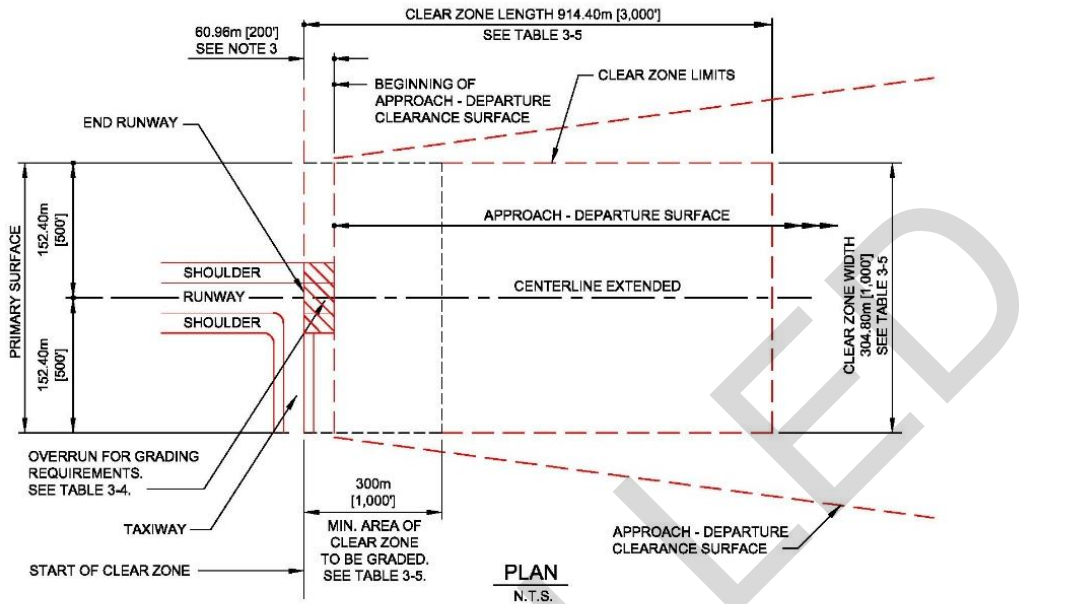 CLEAR ZONE LENGTH 914.40m [3,000']
SEE TABLE 3-5
60.96m [200']
SEE NOTE 3
BEGINNING OF
APPROACH - DEPARTURE
CLEARANCE SURFACE
CLEAR ZONE LIMITS
END RUNWAY
PRIMARY SURFACE
152.40m
[500']
152.40m
[500']
APPROACH - DEPARTURE SURFACE
SHOULDER
RUNWAY
SHOULDER
CENTERLINE EXTENDED
CLEAR ZONE WIDTH
304.80m [1,000']
SEE TABLE 3-5
OVERRUN FOR GRADING
REQUIREMENTS.
SEE TABLE 3-4.
TAXIWAY
START OF CLEAR ZONE
300m
[1,000']
MIN. AREA OF
CLEAR ZONE
TO BE GRADED.
SEE TABLE 3-5.
APPROACH - DEPARTURE
CLEARANCE SURFACE
PLAN
N.T.S.
LED